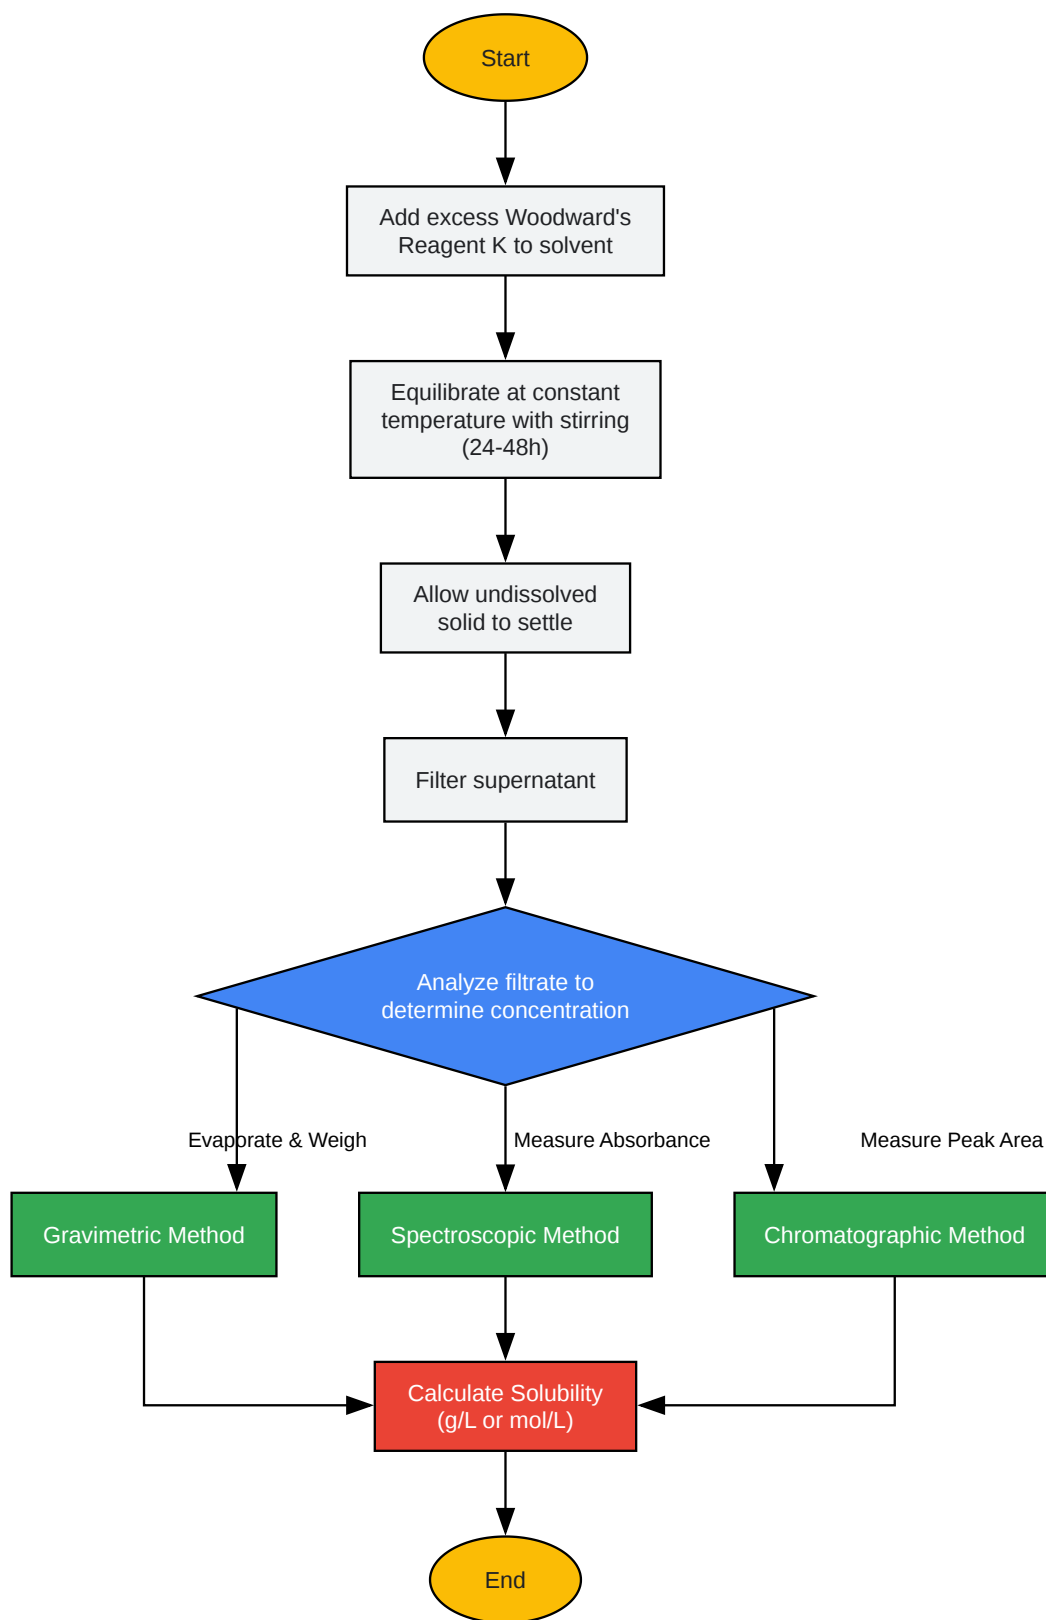 Start
Add excess Woodward's
Reagent K to solvent
Equilibrate at constant
temperature with stirring
(24-48h)
Allow undissolved
solid to settle
Filter supernatant
Analyze filtrate to
determine concentration
Evaporate & Weigh
Measure Absorbance
Measure Peak Area
Gravimetric Method
Spectroscopic Method
Chromatographic Method
Calculate Solubility
(g/L or mol/L)
End